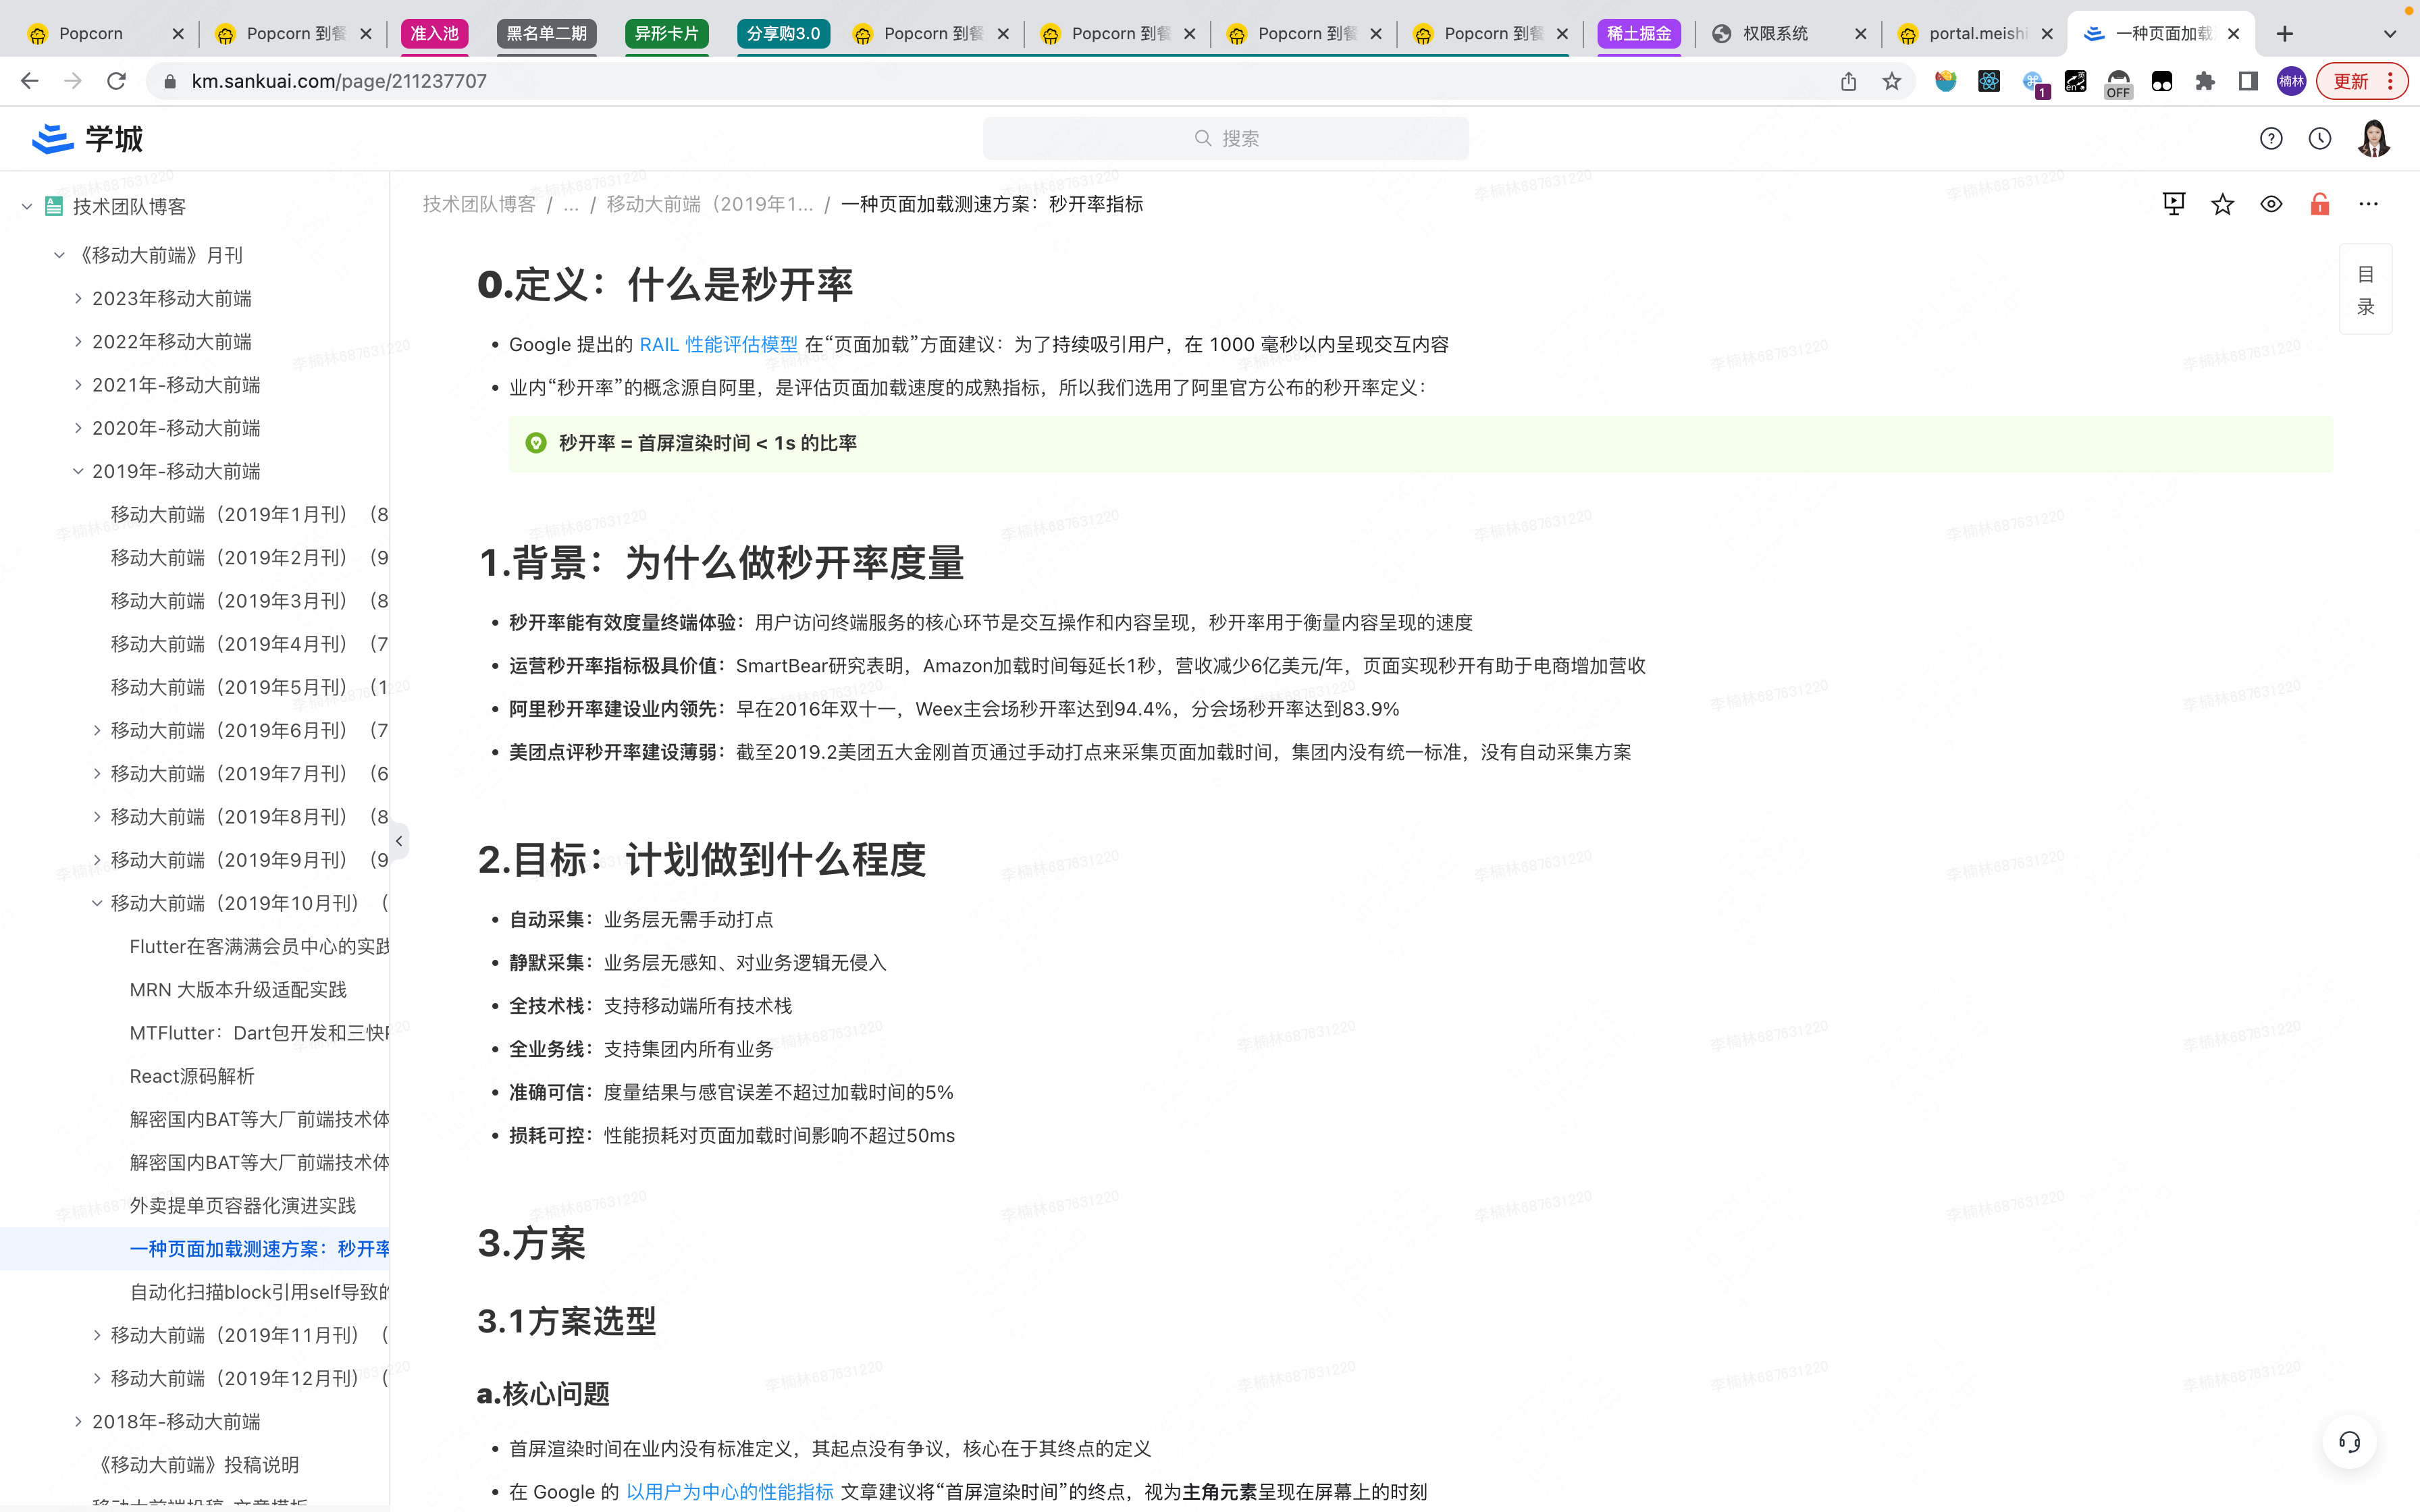 Popcorn
Popcorn 到餐
准入池
黑名单二期
异形卡片
分享购3.0
Popcorn 到餐
Popcorn 到餐
Popcorn 到餐
Popcorn 到餐
稀土掘金
权限系统
portal.meishi
一种页面加载
km.sankuai.com/page/211237707
1
en
英
OFF
楠林
更新
学城
搜索
技术团队博客
《移动大前端》月刊
2023年移动大前端
2022年移动大前端
2021年-移动大前端
2020年-移动大前端
2019年-移动大前端
移动大前端（2019年1月刊）（8
移动大前端（2019年2月刊）（9
移动大前端（2019年3月刊）（8
移动大前端（2019年4月刊）（7
移动大前端（2019年5月刊）（1
移动大前端（2019年6月刊）（7
移动大前端（2019年7月刊）（6
移动大前端（2019年8月刊）（8
移动大前端（2019年9月刊）（9
移动大前端（2019年10月刊）（
Flutter在客满满会员中心的实践
MRN 大版本升级适配实践
MTFlutter：Dart包开发和三快
React源码解析
解密国内BAT等大厂前端技术体
解密国内BAT等大厂前端技术体
外卖提单页容器化演进实践
一种页面加载测速方案：秒开率
自动化扫描block引用self导致的
移动大前端（2019年11月刊）（
移动大前端（2019年12月刊）（
2018年-移动大前端
《移动大前端》投稿说明
技术团队博客 / ... / 移动大前端（2019年1... / 一种页面加载测速方案：秒开率指标
目
录
0.定义：什么是秒开率
• Google 提出的 RAIL 性能评估模型 在“页面加载”方面建议：为了持续吸引用户，在 1000 毫秒以内呈现交互内容
• 业内“秒开率”的概念源自阿里，是评估页面加载速度的成熟指标，所以我们选用了阿里官方公布的秒开率定义：
秒开率 = 首屏渲染时间 < 1s 的比率
1.背景：为什么做秒开率度量
• 秒开率能有效度量终端体验：用户访问终端服务的核心环节是交互操作和内容呈现，秒开率用于衡量内容呈现的速度
• 运营秒开率指标极具价值：SmartBear研究表明，Amazon加载时间每延长1秒，营收减少6亿美元/年，页面实现秒开有助于电商增加营收
• 阿里秒开率建设业内领先：早在2016年双十一，Weex主会场秒开率达到94.4%，分会场秒开率达到83.9%
• 美团点评秒开率建设薄弱：截至2019.2美团五大金刚首页通过手动打点来采集页面加载时间，集团内没有统一标准，没有自动采集方案
2.目标：计划做到什么程度
• 自动采集：业务层无需手动打点
• 静默采集：业务层无感知、对业务逻辑无侵入
• 全技术栈：支持移动端所有技术栈
• 全业务线：支持集团内所有业务
• 准确可信：度量结果与感官误差不超过加载时间的5%
• 损耗可控：性能损耗对页面加载时间影响不超过50ms
3.方案
3.1方案选型
a.核心问题
• 首屏渲染时间在业内没有标准定义，其起点没有争议，核心在于其终点的定义
• 在 Google 的 以用户为中心的性能指标 文章建议将“首屏渲染时间”的终点，视为主角元素呈现在屏幕上的时刻
李楠林687631220